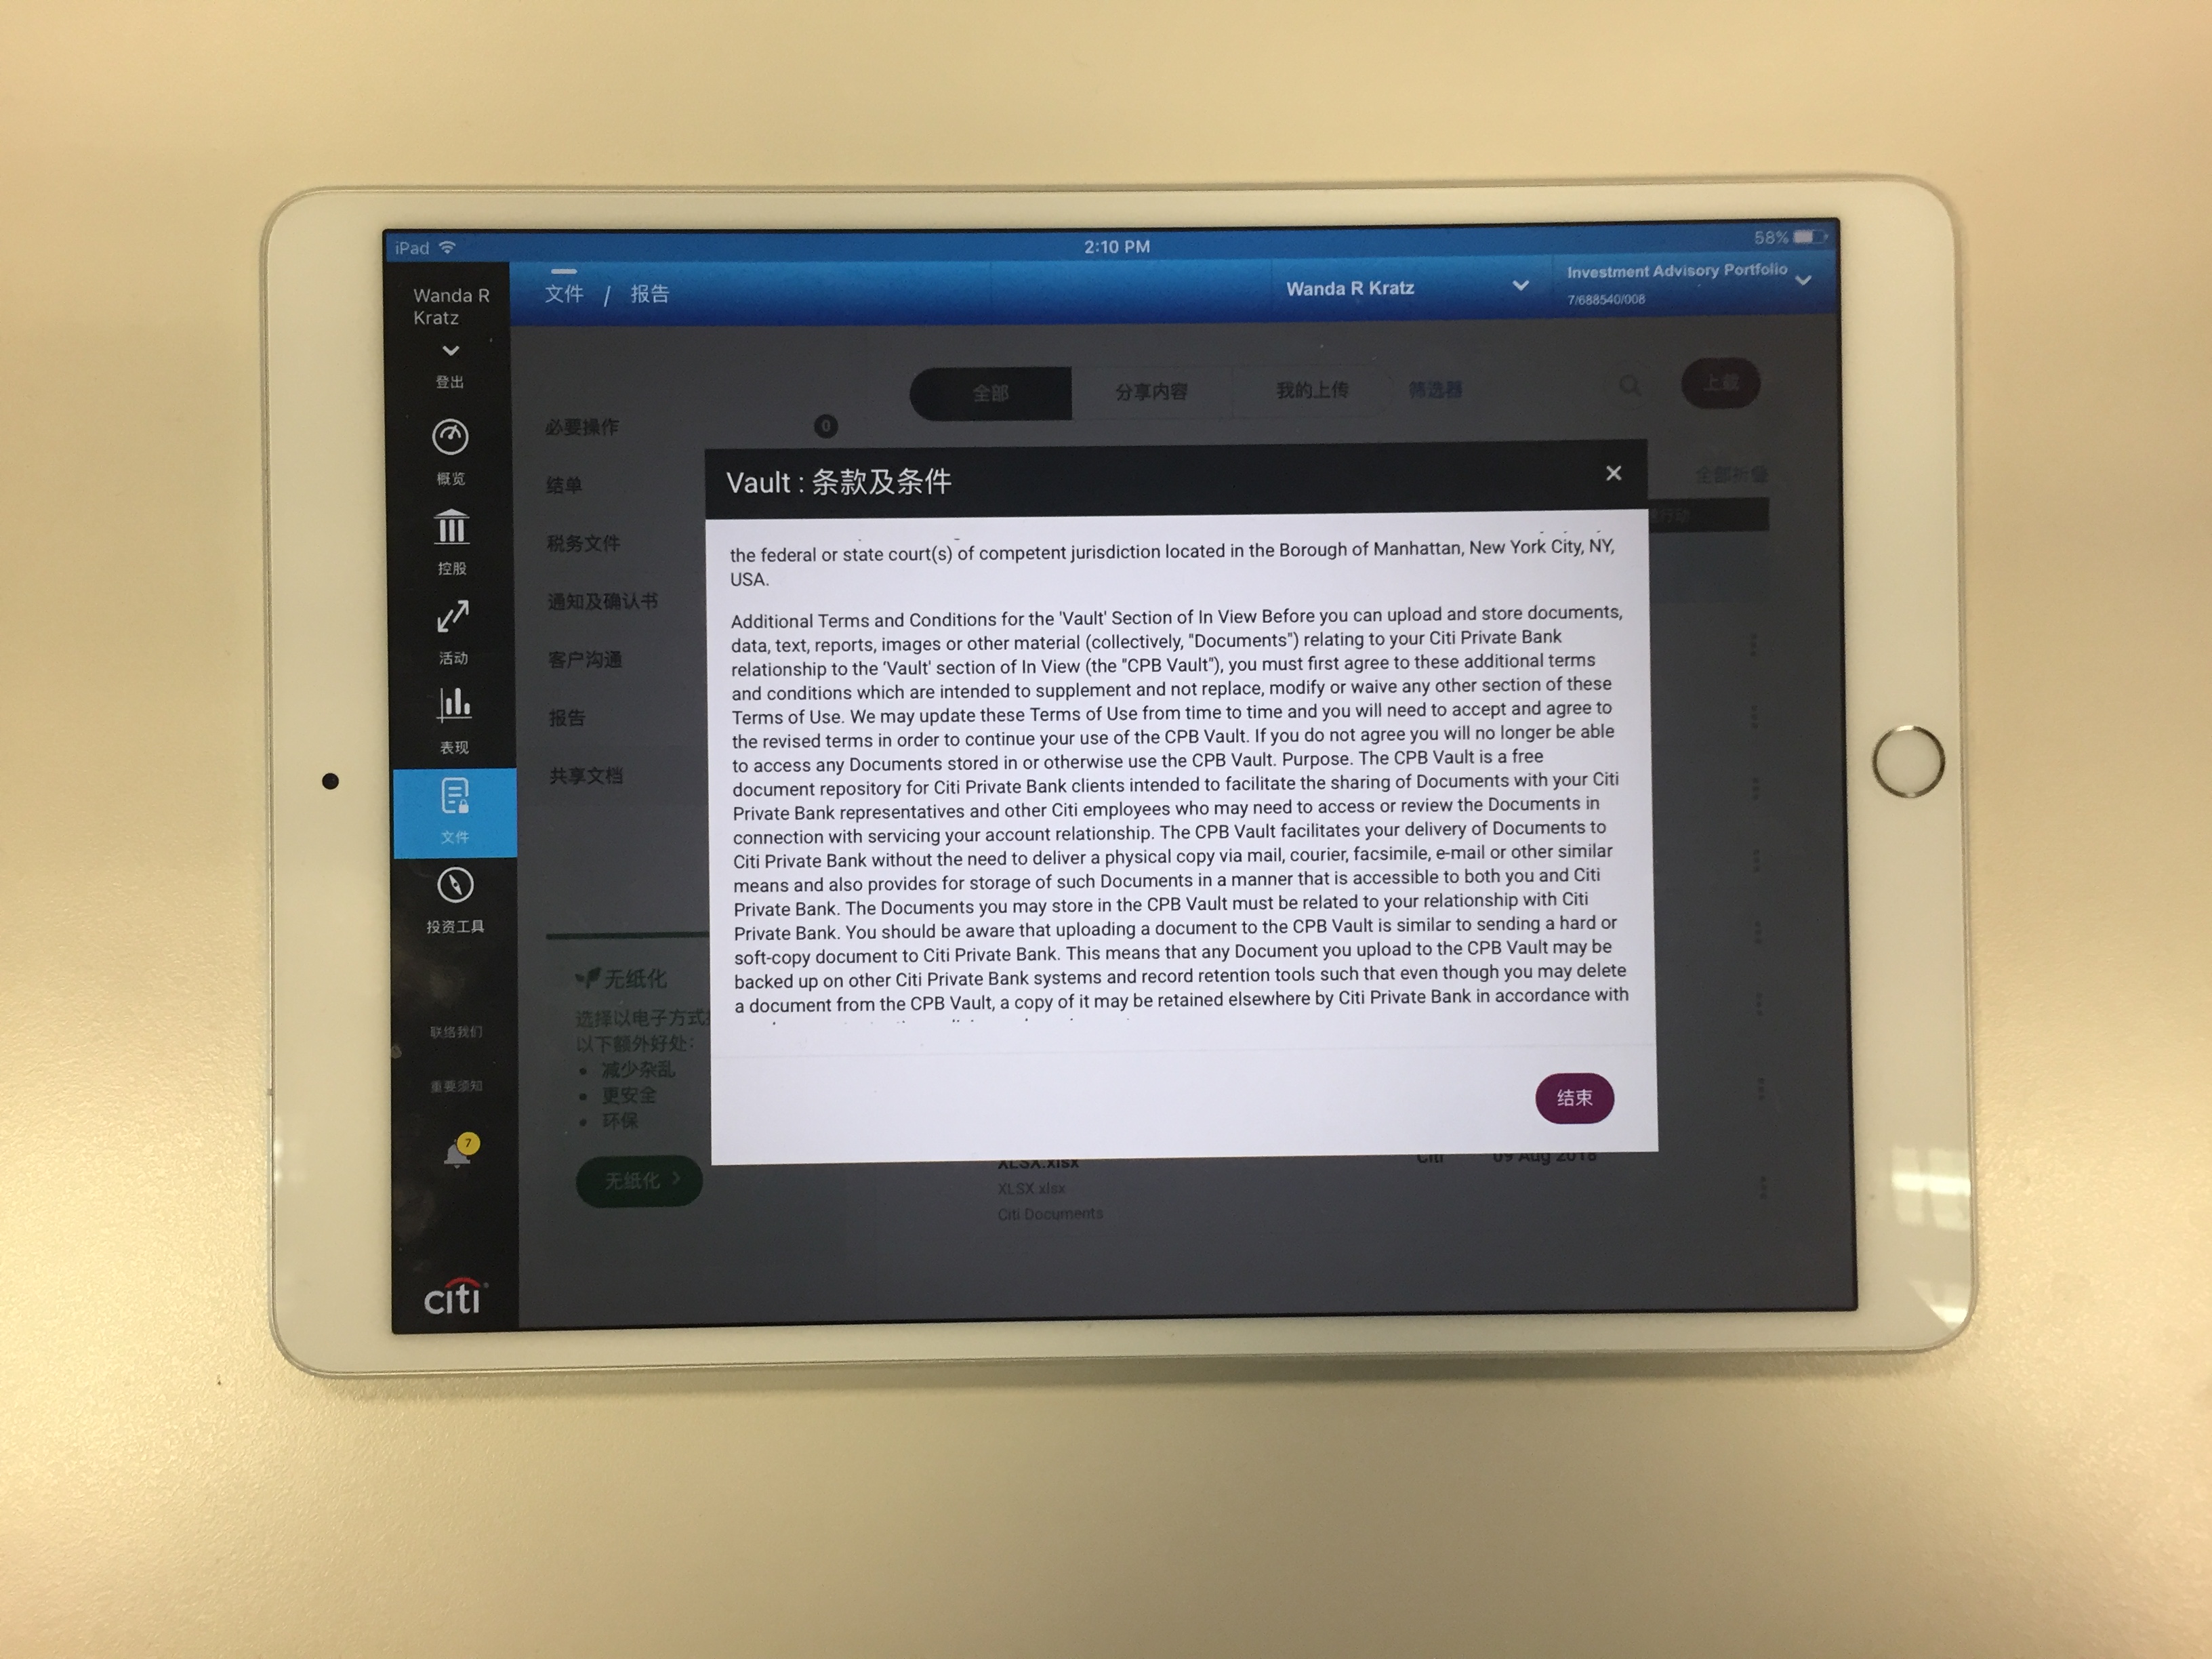 iPad
2:10 PM
58%
Wanda R
Kratz
登出
概览
控股
活动
表现
文件
投资工具
联络我们
重要须知
7
citi
文件 / 报告
Wanda R Kratz
Investment Advisory Portfolio
7/688540/008
必要操作
0
结单
税务文件
通知及确认书
客户沟通
报告
共享文档
无纸化
选择以电子方式
以下额外好处:
• 减少杂乱
• 更安全
• 环保
无纸化 >
全部
分享内容
我的上传
筛选器
上载
Vault : 条款及条件
the federal or state court(s) of competent jurisdiction located in the Borough of Manhattan, New York City, NY,
USA.
Additional Terms and Conditions for the 'Vault' Section of In View Before you can upload and store documents,
data, text, reports, images or other material (collectively, "Documents") relating to your Citi Private Bank
relationship to the 'Vault' section of In View (the "CPB Vault"), you must first agree to these additional terms
and conditions which are intended to supplement and not replace, modify or waive any other section of these
Terms of Use. We may update these Terms of Use from time to time and you will need to accept and agree to
the revised terms in order to continue your use of the CPB Vault. If you do not agree you will no longer be able
to access any Documents stored in or otherwise use the CPB Vault. Purpose. The CPB Vault is a free
document repository for Citi Private Bank clients intended to facilitate the sharing of Documents with your Citi
Private Bank representatives and other Citi employees who may need to access or review the Documents in
connection with servicing your account relationship. The CPB Vault facilitates your delivery of Documents to
Citi Private Bank without the need to deliver a physical copy via mail, courier, facsimile, e-mail or other similar
means and also provides for storage of such Documents in a manner that is accessible to both you and Citi
Private Bank. The Documents you may store in the CPB Vault must be related to your relationship with Citi
Private Bank. You should be aware that uploading a document to the CPB Vault is similar to sending a hard or
soft-copy document to Citi Private Bank. This means that any Document you upload to the CPB Vault may be
backed up on other Citi Private Bank systems and record retention tools such that even though you may delete
a document from the CPB Vault, a copy of it may be retained elsewhere by Citi Private Bank in accordance with
结束
XLSX.xlsx
XLSX xlsx
Citi Documents
Citi
09 Aug 2018